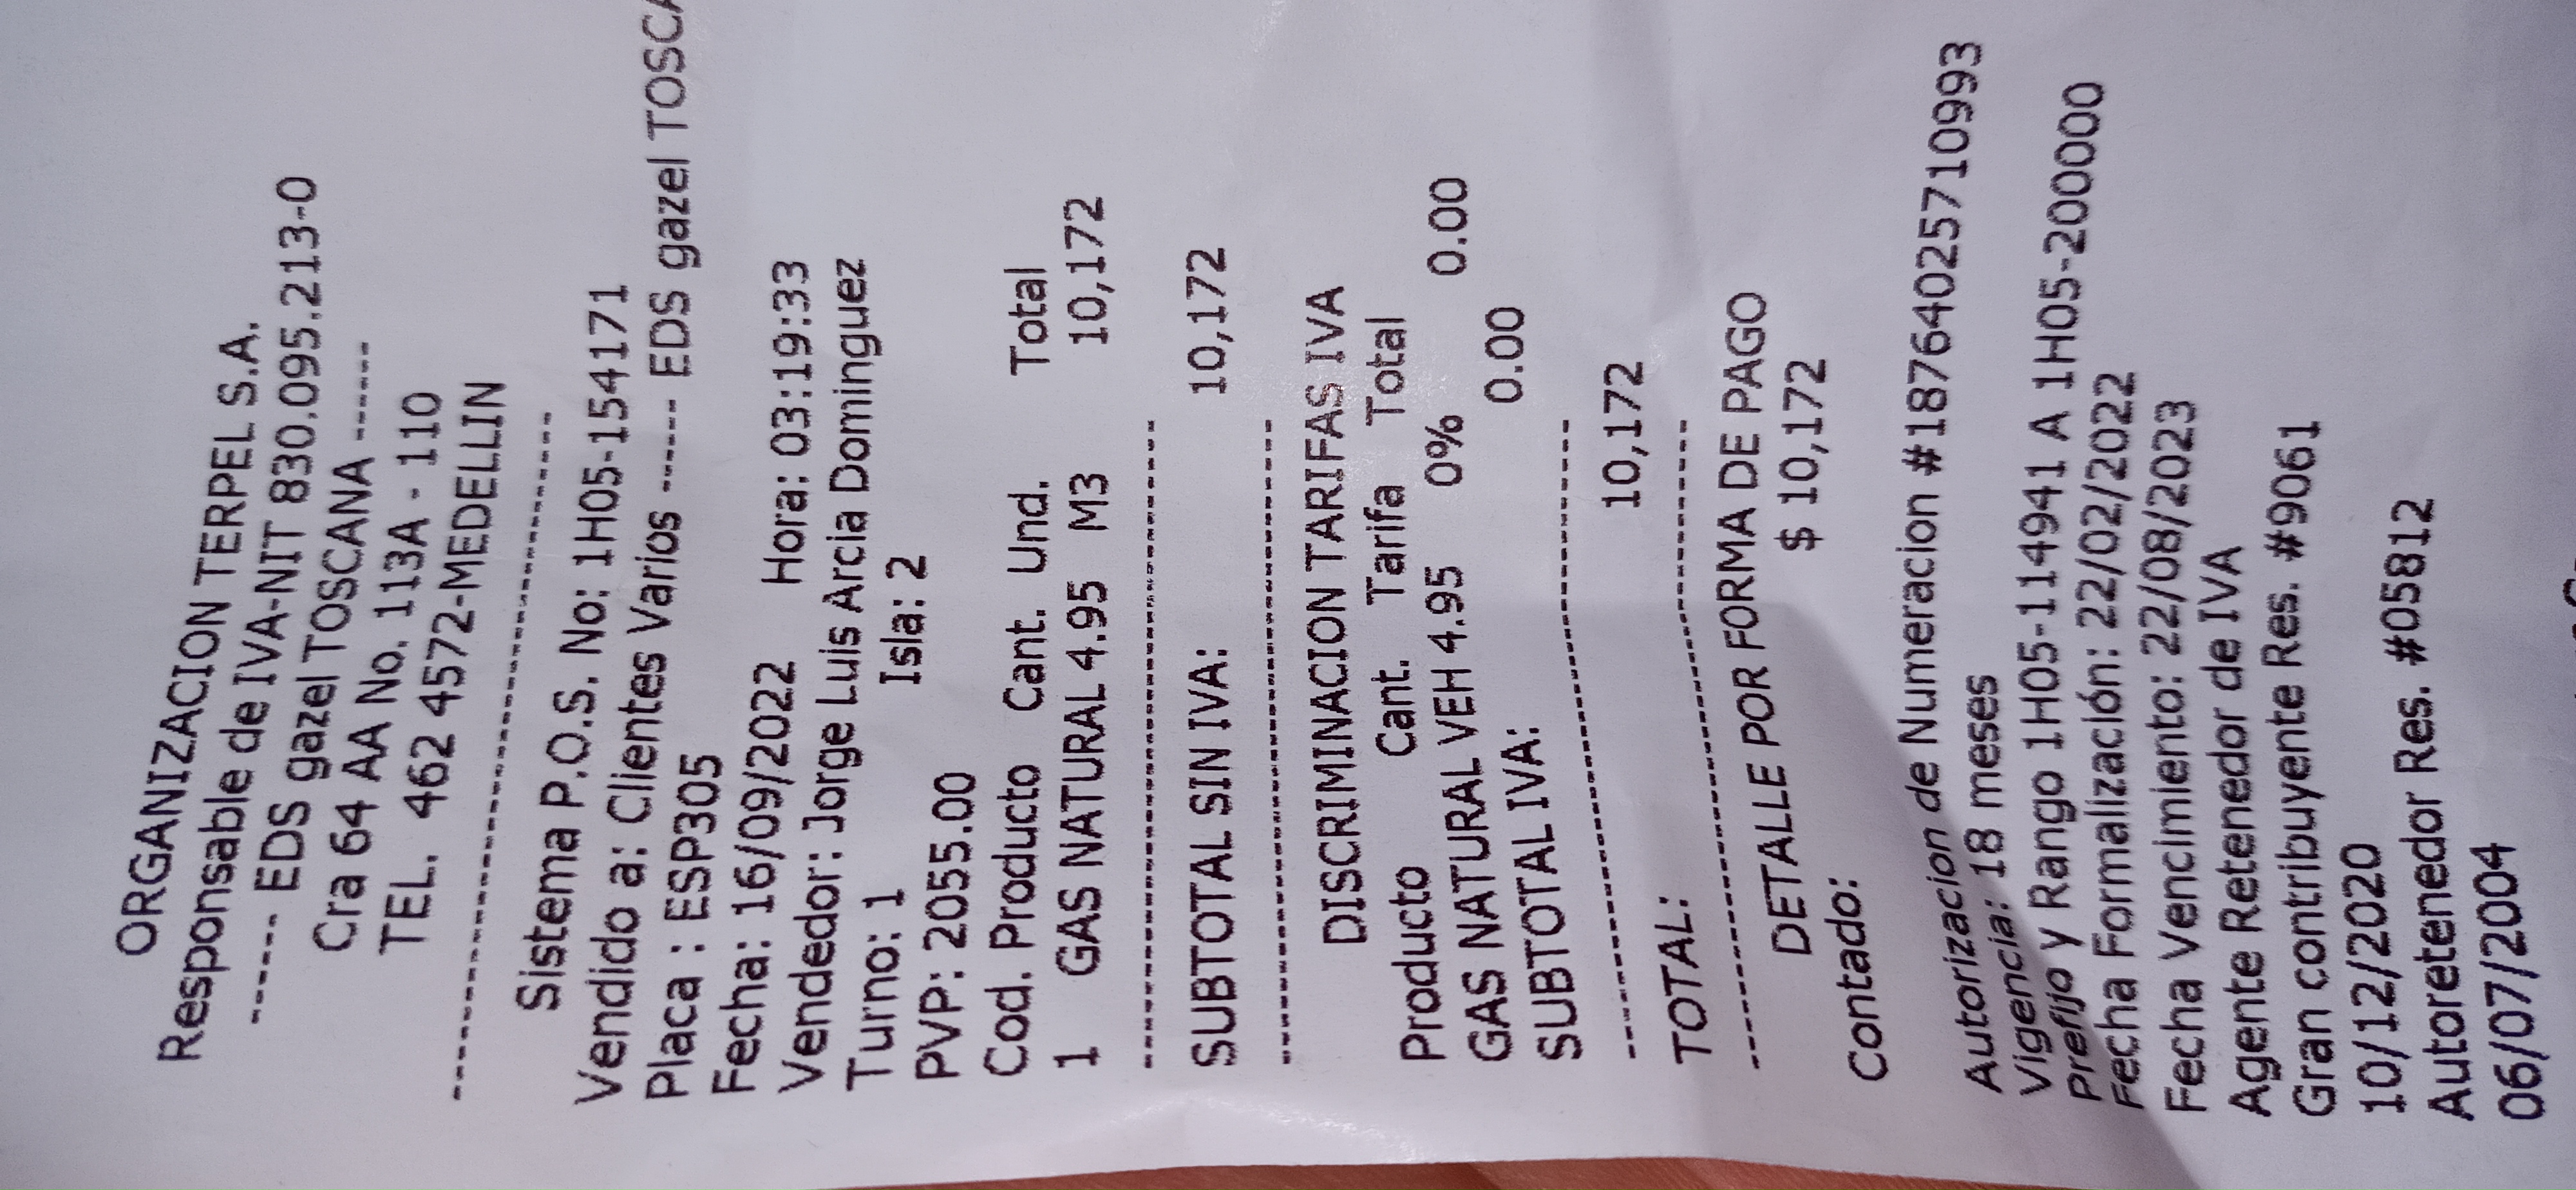 ORGANIZACION TERPEL S.A.
Responsable de IVA-NIT 830.095.213-0
------ EDS gazel TOSCANA ------
Cra 64 AA No. 113A - 110
TEL. 462 4572-MEDELLIN
------------------------------------------
Sistema P.O.S. No: 1H05-154171
Vendido a: Clientes Varios ------ EDS gazel TOSCA
Placa : ESP305
Fecha: 16/09/2022 Hora: 03:19:33
Vendedor: Jorge Luis Arcia Dominguez
Turno: 1 Isla: 2
PVP: 2055.00
Cod. Producto Cant. Und. Total
1 GAS NATURAL 4.95 M3 10,172
------------------------------------------
SUBTOTAL SIN IVA: 10,172
------------------------------------------
DISCRIMINACION TARIFAS IVA
Producto Cant. Tarifa Total
GAS NATURAL VEH 4.95 0% 0.00
SUBTOTAL IVA: 0.00
------------------------------------------
TOTAL: 10,172
------------------------------------------
DETALLE POR FORMA DE PAGO
Contado: $ 10,172
Autorizacion de Numeracion #18764025710993
Vigencia: 18 meses
Prefijo y Rango 1H05-114941 A 1H05-200000
Fecha Formalización: 22/02/2022
Fecha Vencimiento: 22/08/2023
Agente Retenedor de IVA
Gran contribuyente Res. #9061
10/12/2020
Autoretenedor Res. #05812
06/07/2004